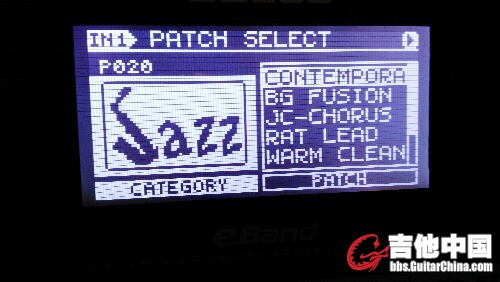 IN1 PATCH SELECT
P020
Jazz
CATEGORY
CONTEMPORA
BG FUSION
JC-CHORUS
RAT LEAD
WARM CLEAN
PATCH
eBand
吉他中国
bbs.GuitarChina.com